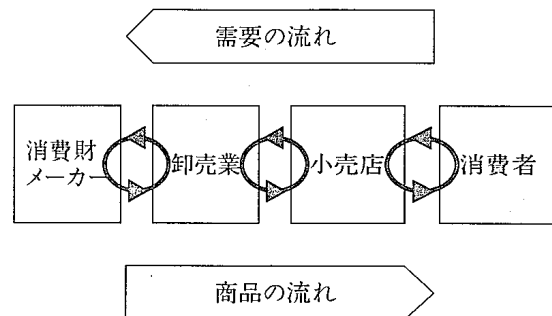 需要の流れ
消費財
メーカー
卸売業
小売店
消費者
商品の流れ